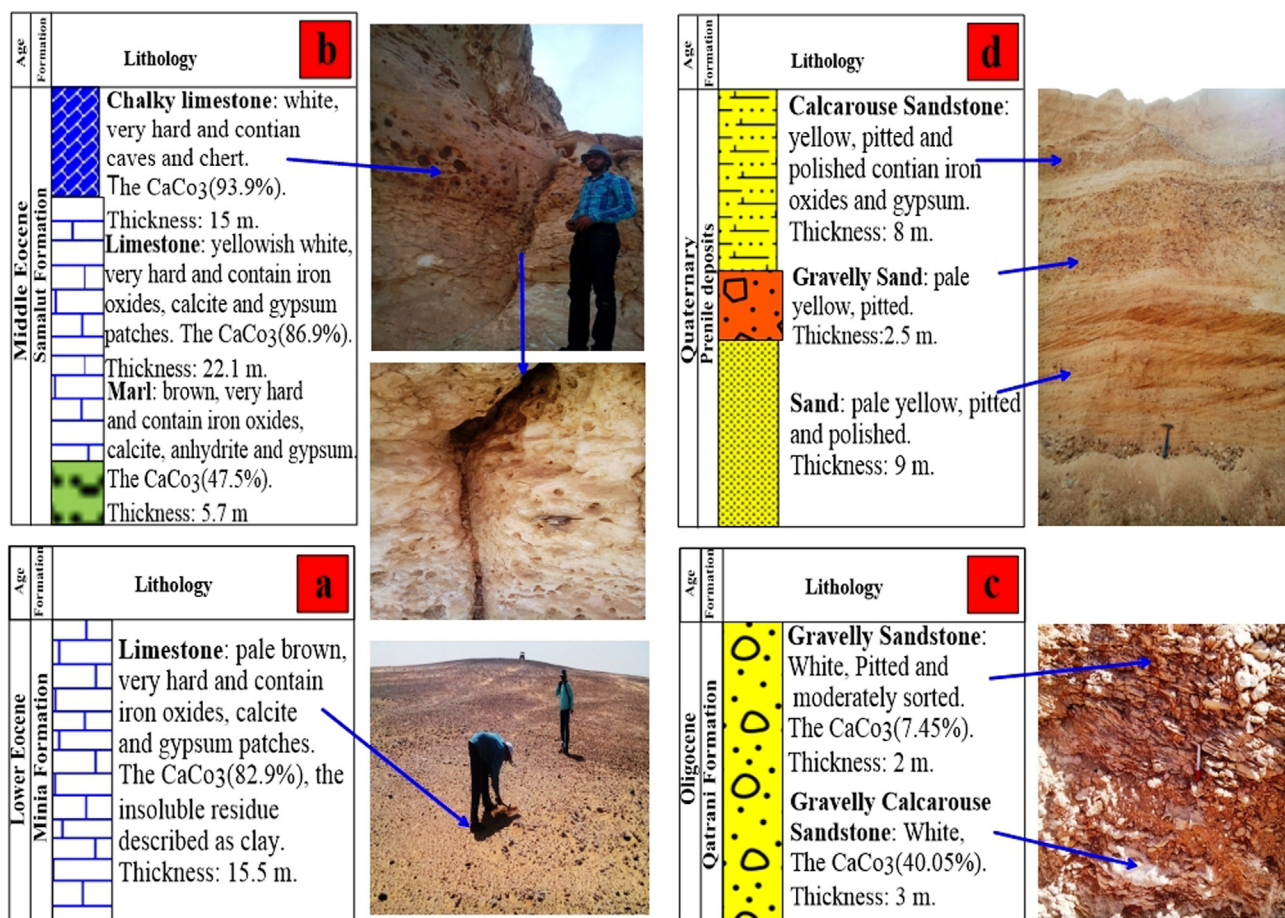 Age
Formation
Lithology
b
Middle Eocene
Samalut Formation
Chalky limestone: white,
very hard and contian
caves and chert.
The CaCo3(93.9%).
Thickness: 15 m.
Limestone: yellowish white,
very hard and contain iron
oxides, calcite and gypsum
patches. The CaCo3(86.9%).
Thickness: 22.1 m.
Marl: brown, very hard
and contain iron oxides,
calcite, anhydrite and gypsum.
The CaCo3(47.5%).
Thickness: 5.7 m
Age
Formation
Lithology
a
Lower Eocene
Minia Formation
Limestone: pale brown,
very hard and contain
iron oxides, calcite
and gypsum patches.
The CaCo3(82.9%), the
insoluble residue
described as clay.
Thickness: 15.5 m.
Age
Formation
Lithology
d
Quaternary
Prenile deposits
Calcarouse Sandstone:
yellow, pitted and
polished contian iron
oxides and gypsum.
Thickness: 8 m.
Gravelly Sand: pale
yellow, pitted.
Thickness:2.5 m.
Sand: pale yellow, pitted
and polished.
Thickness: 9 m.
Age
Formation
Lithology
c
Oligocene
Qatrani Formation
Gravelly Sandstone:
White, Pitted and
moderately sorted.
The CaCo3(7.45%).
Thickness: 2 m.
Gravelly Calcarouse
Sandstone: White,
The CaCo3(40.05%).
Thickness: 3 m.